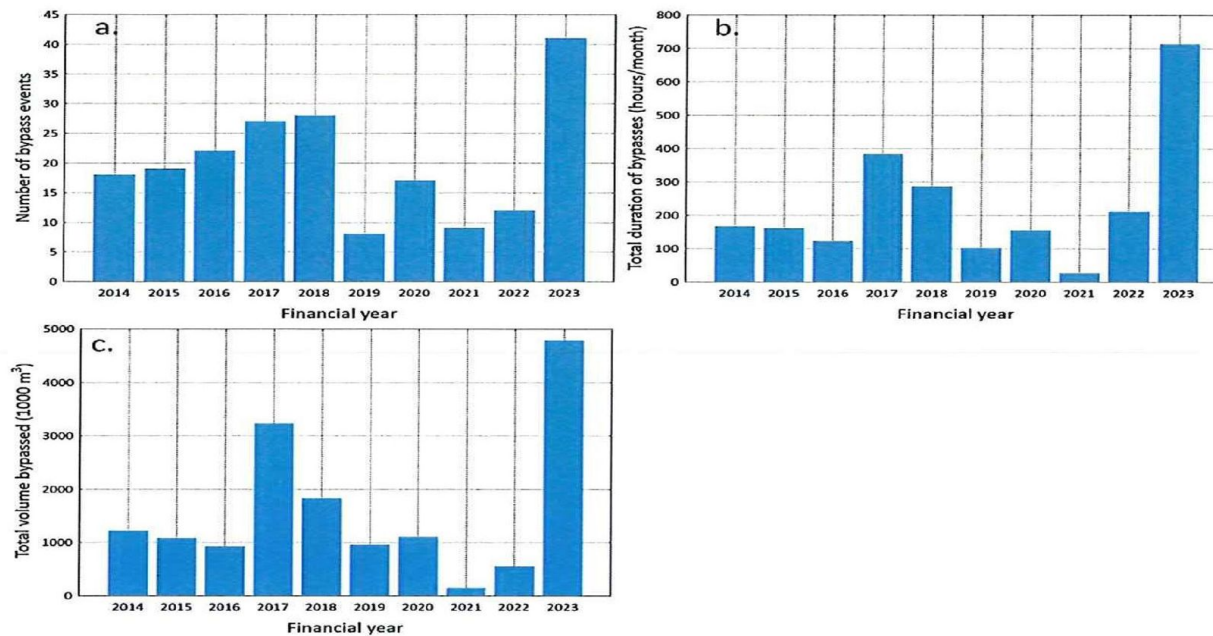 a.
Number of bypass events
45
40
35
30
25
20
15
10
5
0
2014 2015 2016 2017 2018 2019 2020 2021 2022 2023
Financial year
b.
Total duration of bypasses (hours/month)
800
700
600
500
400
300
200
100
0
2014 2015 2016 2017 2018 2019 2020 2021 2022 2023
Financial year
c.
Total volume bypassed (1000 m³)
5000
4000
3000
2000
1000
0
2014 2015 2016 2017 2018 2019 2020 2021 2022 2023
Financial year